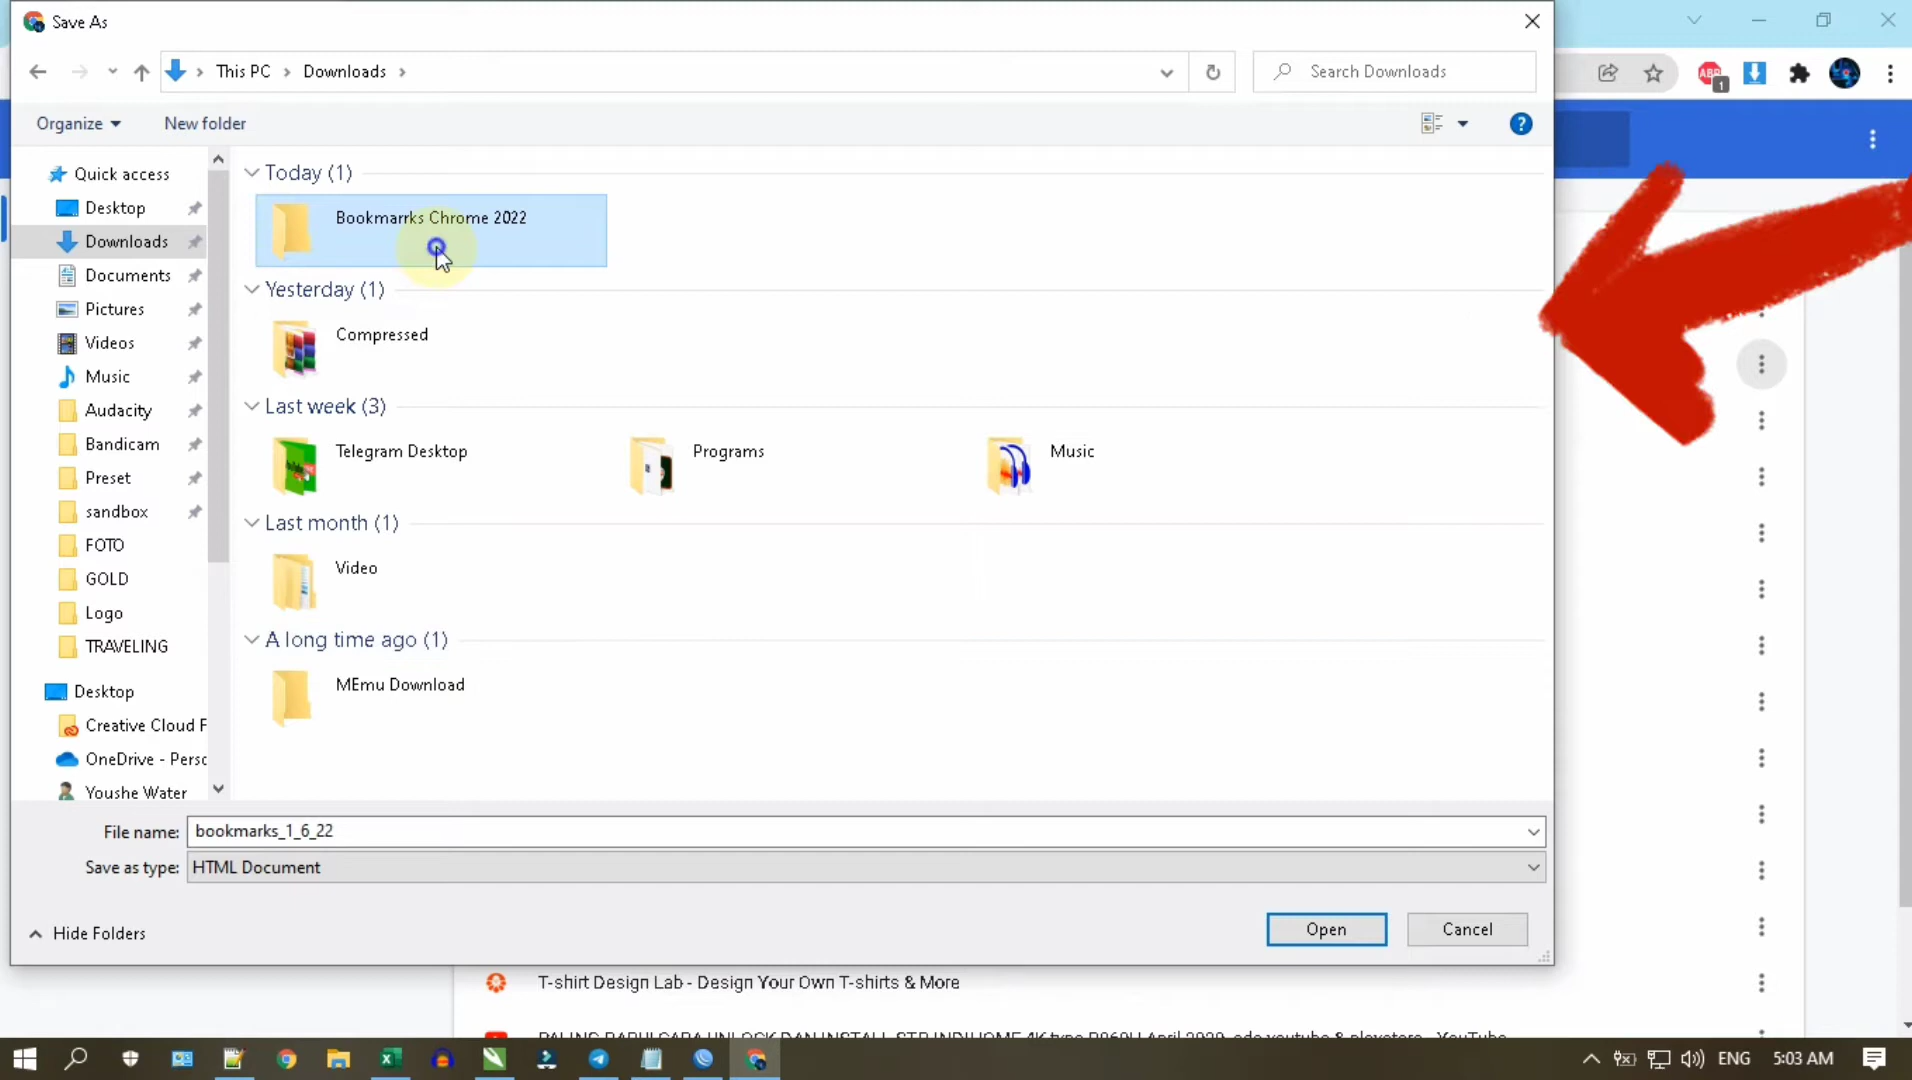 Save As
This PC
Downloads
Search Downloads
ABP
1
Organize
New folder
?
Quick access
Desktop
Downloads
Documents
Pictures
Videos
Music
Audacity
Bandicam
Preset
sandbox
FOTO
GOLD
Logo
TRAVELING
Desktop
Creative Cloud F
OneDrive - Perso
Youshe Water
Today (1)
Bookmarrks Chrome 2022
Yesterday (1)
Compressed
Last week (3)
Telegram Desktop
Programs
Music
Last month (1)
Video
A long time ago (1)
MEmu Download
File name: bookmarks_1_6_22
Save as type: HTML Document
Hide Folders
Open
Cancel
T-shirt Design Lab - Design Your Own T-shirts & More
ENG
5:03 AM